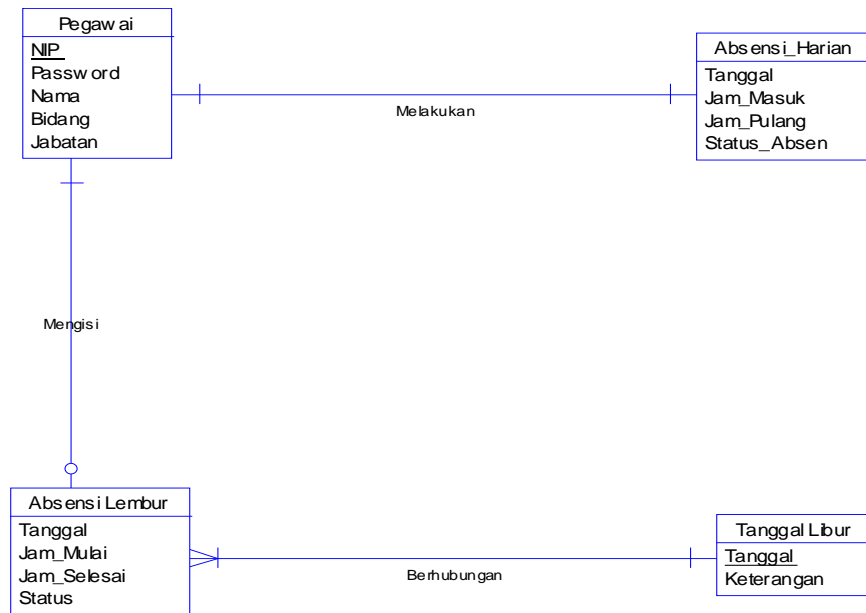 Pegawai
NIP
Password
Nama
Bidang
Jabatan
Absensi_Harian
Tanggal
Jam_Masuk
Jam_Pulang
Status_Absen
Melakukan
Mengisi
Absensi Lembur
Tanggal
Jam_Mulai
Jam_Selesai
Status
Berhubungan
Tanggal Libur
Tanggal
Keterangan